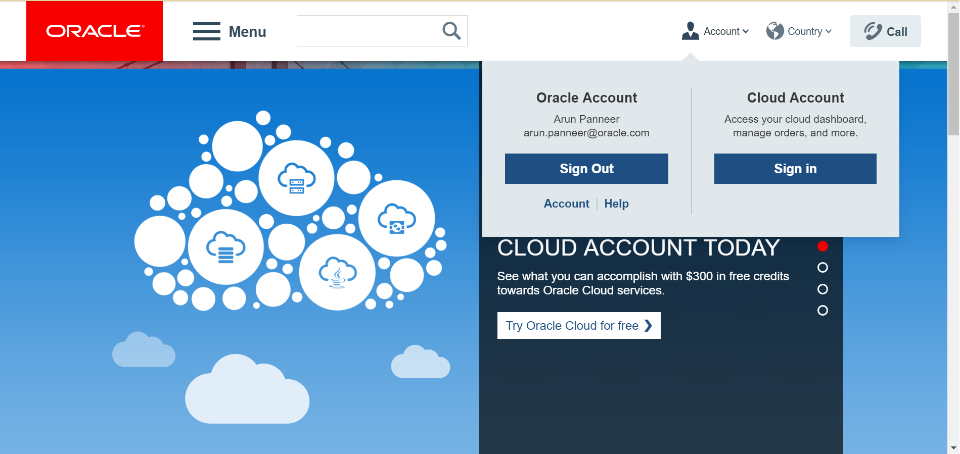 ORACLE
Menu
Account
Country
Call
Oracle Account
Arun Panneer
arun.panneer@oracle.com
Sign Out
Account | Help
Cloud Account
Access your cloud dashboard,
manage orders, and more.
Sign in
CLOUD ACCOUNT TODAY
See what you can accomplish with $300 in free credits
towards Oracle Cloud services.
Try Oracle Cloud for free ❯